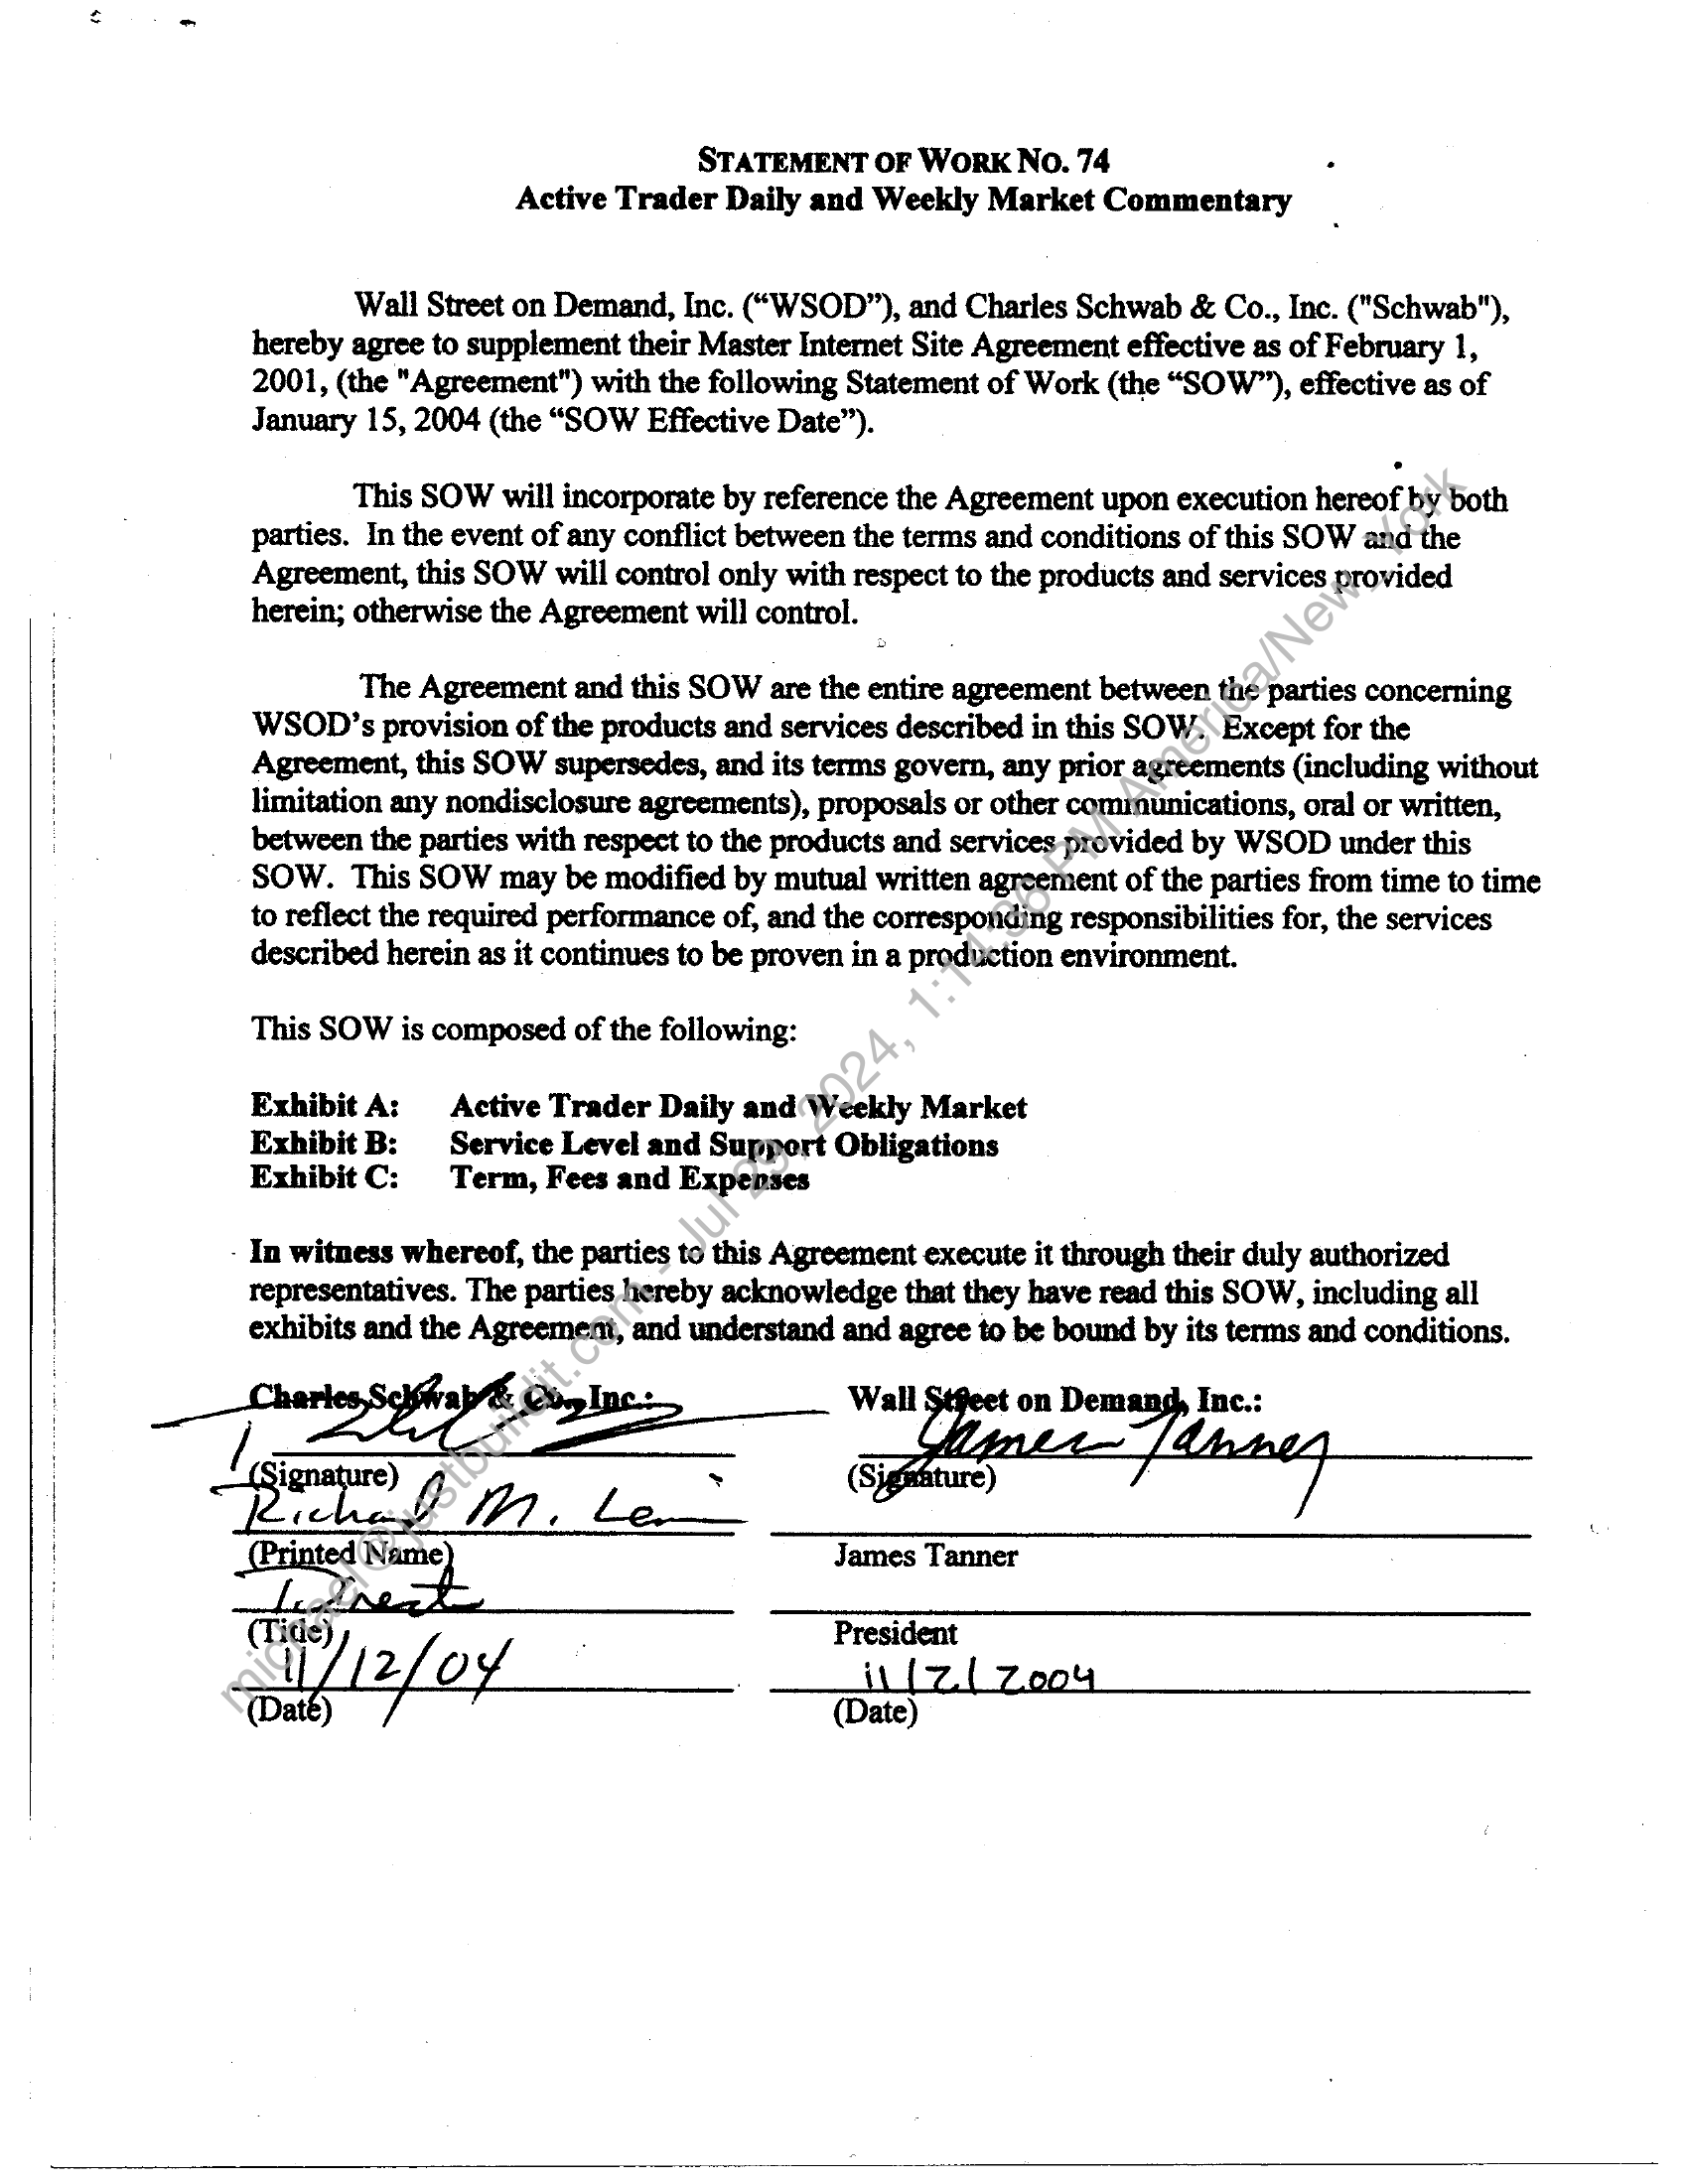 STATEMENT OF WORK NO. 74
Active Trader Daily and Weekly Market Commentary
Wall Street on Demand, Inc. (“WSOD”), and Charles Schwab & Co., Inc. ("Schwab"),
hereby agree to supplement their Master Internet Site Agreement effective as of February 1,
2001, (the "Agreement") with the following Statement of Work (the “SOW”), effective as of
January 15, 2004 (the “SOW Effective Date”).
This SOW will incorporate by reference the Agreement upon execution hereof by both
parties. In the event of any conflict between the terms and conditions of this SOW and the
Agreement, this SOW will control only with respect to the products and services provided
herein; otherwise the Agreement will control.
The Agreement and this SOW are the entire agreement between the parties concerning
WSOD’s provision of the products and services described in this SOW. Except for the
Agreement, this SOW supersedes, and its terms govern, any prior agreements (including without
limitation any nondisclosure agreements), proposals or other communications, oral or written,
between the parties with respect to the products and services provided by WSOD under this
SOW. This SOW may be modified by mutual written agreement of the parties from time to time
to reflect the required performance of, and the corresponding responsibilities for, the services
described herein as it continues to be proven in a production environment.
This SOW is composed of the following:
Exhibit A: Active Trader Daily and Weekly Market
Exhibit B: Service Level and Support Obligations
Exhibit C: Term, Fees and Expenses
In witness whereof, the parties to this Agreement execute it through their duly authorized
representatives. The parties hereby acknowledge that they have read this SOW, including all
exhibits and the Agreement, and understand and agree to be bound by its terms and conditions.
Charles Schwab & Co., Inc.:
(Signature)
Richard M.
(Printed Name)
(Title)
11/12/04
(Date)
Wall Street on Demand, Inc.:
James Tanner
(Signature)
James Tanner
President
11/2/2004
(Date)
michael@justbuildit.com - Jul 29, 2024, 1:14:36 PM America/New_York